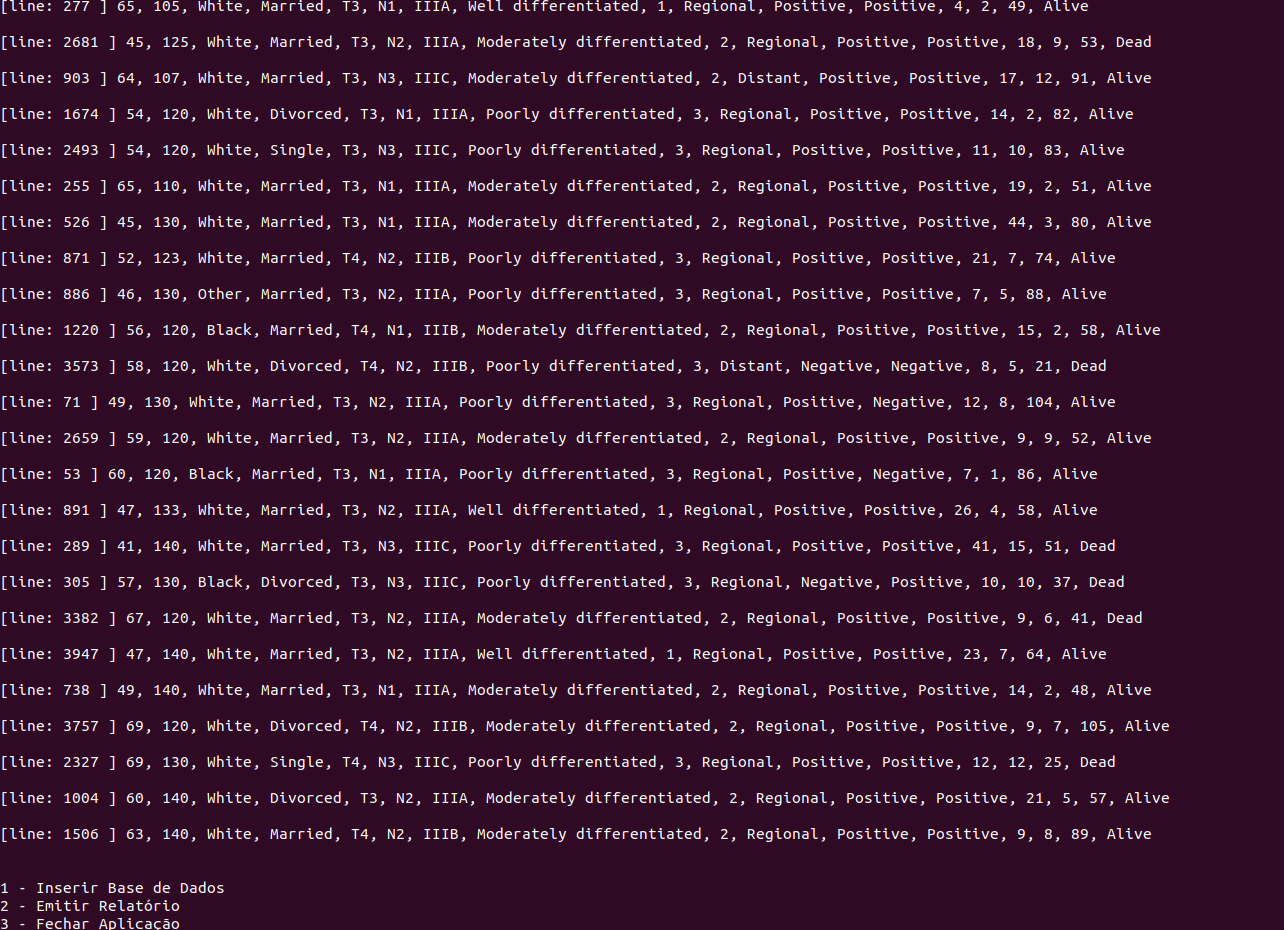 [line: 277 ] 65, 105, White, Married, T3, N1, IIIA, Well differentiated, 1, Regional, Positive, Positive, 4, 2, 49, Alive
[line: 2681 ] 45, 125, White, Married, T3, N2, IIIA, Moderately differentiated, 2, Regional, Positive, Positive, 18, 9, 53, Dead
[line: 903 ] 64, 107, White, Married, T3, N3, IIIC, Moderately differentiated, 2, Distant, Positive, Positive, 17, 12, 91, Alive
[line: 1674 ] 54, 120, White, Divorced, T3, N1, IIIA, Poorly differentiated, 3, Regional, Positive, Positive, 14, 2, 82, Alive
[line: 2493 ] 54, 120, White, Single, T3, N3, IIIC, Poorly differentiated, 3, Regional, Positive, Positive, 11, 10, 83, Alive
[line: 255 ] 65, 110, White, Married, T3, N1, IIIA, Moderately differentiated, 2, Regional, Positive, Positive, 19, 2, 51, Alive
[line: 526 ] 45, 130, White, Married, T3, N1, IIIA, Moderately differentiated, 2, Regional, Positive, Positive, 44, 3, 80, Alive
[line: 871 ] 52, 123, White, Married, T4, N2, IIIB, Poorly differentiated, 3, Regional, Positive, Positive, 21, 7, 74, Alive
[line: 886 ] 46, 130, Other, Married, T3, N2, IIIA, Poorly differentiated, 3, Regional, Positive, Positive, 7, 5, 88, Alive
[line: 1220 ] 56, 120, Black, Married, T4, N1, IIIB, Moderately differentiated, 2, Regional, Positive, Positive, 15, 2, 58, Alive
[line: 3573 ] 58, 120, White, Divorced, T4, N2, IIIB, Poorly differentiated, 3, Distant, Negative, Negative, 8, 5, 21, Dead
[line: 71 ] 49, 130, White, Married, T3, N2, IIIA, Poorly differentiated, 3, Regional, Positive, Negative, 12, 8, 104, Alive
[line: 2659 ] 59, 120, White, Married, T3, N2, IIIA, Moderately differentiated, 2, Regional, Positive, Positive, 9, 9, 52, Alive
[line: 53 ] 60, 120, Black, Married, T3, N1, IIIA, Poorly differentiated, 3, Regional, Positive, Negative, 7, 1, 86, Alive
[line: 891 ] 47, 133, White, Married, T3, N2, IIIA, Well differentiated, 1, Regional, Positive, Positive, 26, 4, 58, Alive
[line: 289 ] 41, 140, White, Married, T3, N3, IIIC, Poorly differentiated, 3, Regional, Positive, Positive, 41, 15, 51, Dead
[line: 305 ] 57, 130, Black, Divorced, T3, N3, IIIC, Poorly differentiated, 3, Regional, Negative, Positive, 10, 10, 37, Dead
[line: 3382 ] 67, 120, White, Married, T3, N2, IIIA, Moderately differentiated, 2, Regional, Positive, Positive, 9, 6, 41, Dead
[line: 3947 ] 47, 140, White, Married, T3, N2, IIIA, Well differentiated, 1, Regional, Positive, Positive, 23, 7, 64, Alive
[line: 738 ] 49, 140, White, Married, T3, N1, IIIA, Moderately differentiated, 2, Regional, Positive, Positive, 14, 2, 48, Alive
[line: 3757 ] 69, 120, White, Divorced, T4, N2, IIIB, Moderately differentiated, 2, Regional, Positive, Positive, 9, 7, 105, Alive
[line: 2327 ] 69, 130, White, Single, T4, N3, IIIC, Poorly differentiated, 3, Regional, Positive, Positive, 12, 12, 25, Dead
[line: 1004 ] 60, 140, White, Divorced, T3, N2, IIIA, Moderately differentiated, 2, Regional, Positive, Positive, 21, 5, 57, Alive
[line: 1506 ] 63, 140, White, Married, T4, N2, IIIB, Moderately differentiated, 2, Regional, Positive, Positive, 9, 8, 89, Alive
1 - Inserir Base de Dados
2 - Emitir Relatório
3 - Fechar Aplicação